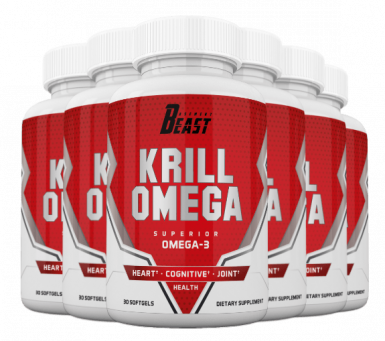 BEAST
KRILL
OMEGA
SUPERIOR
OMEGA-3
HEART† · COGNITIVE† · JOINT†
HEALTH
30 SOFTGELS
DIETARY SUPPLEMENT